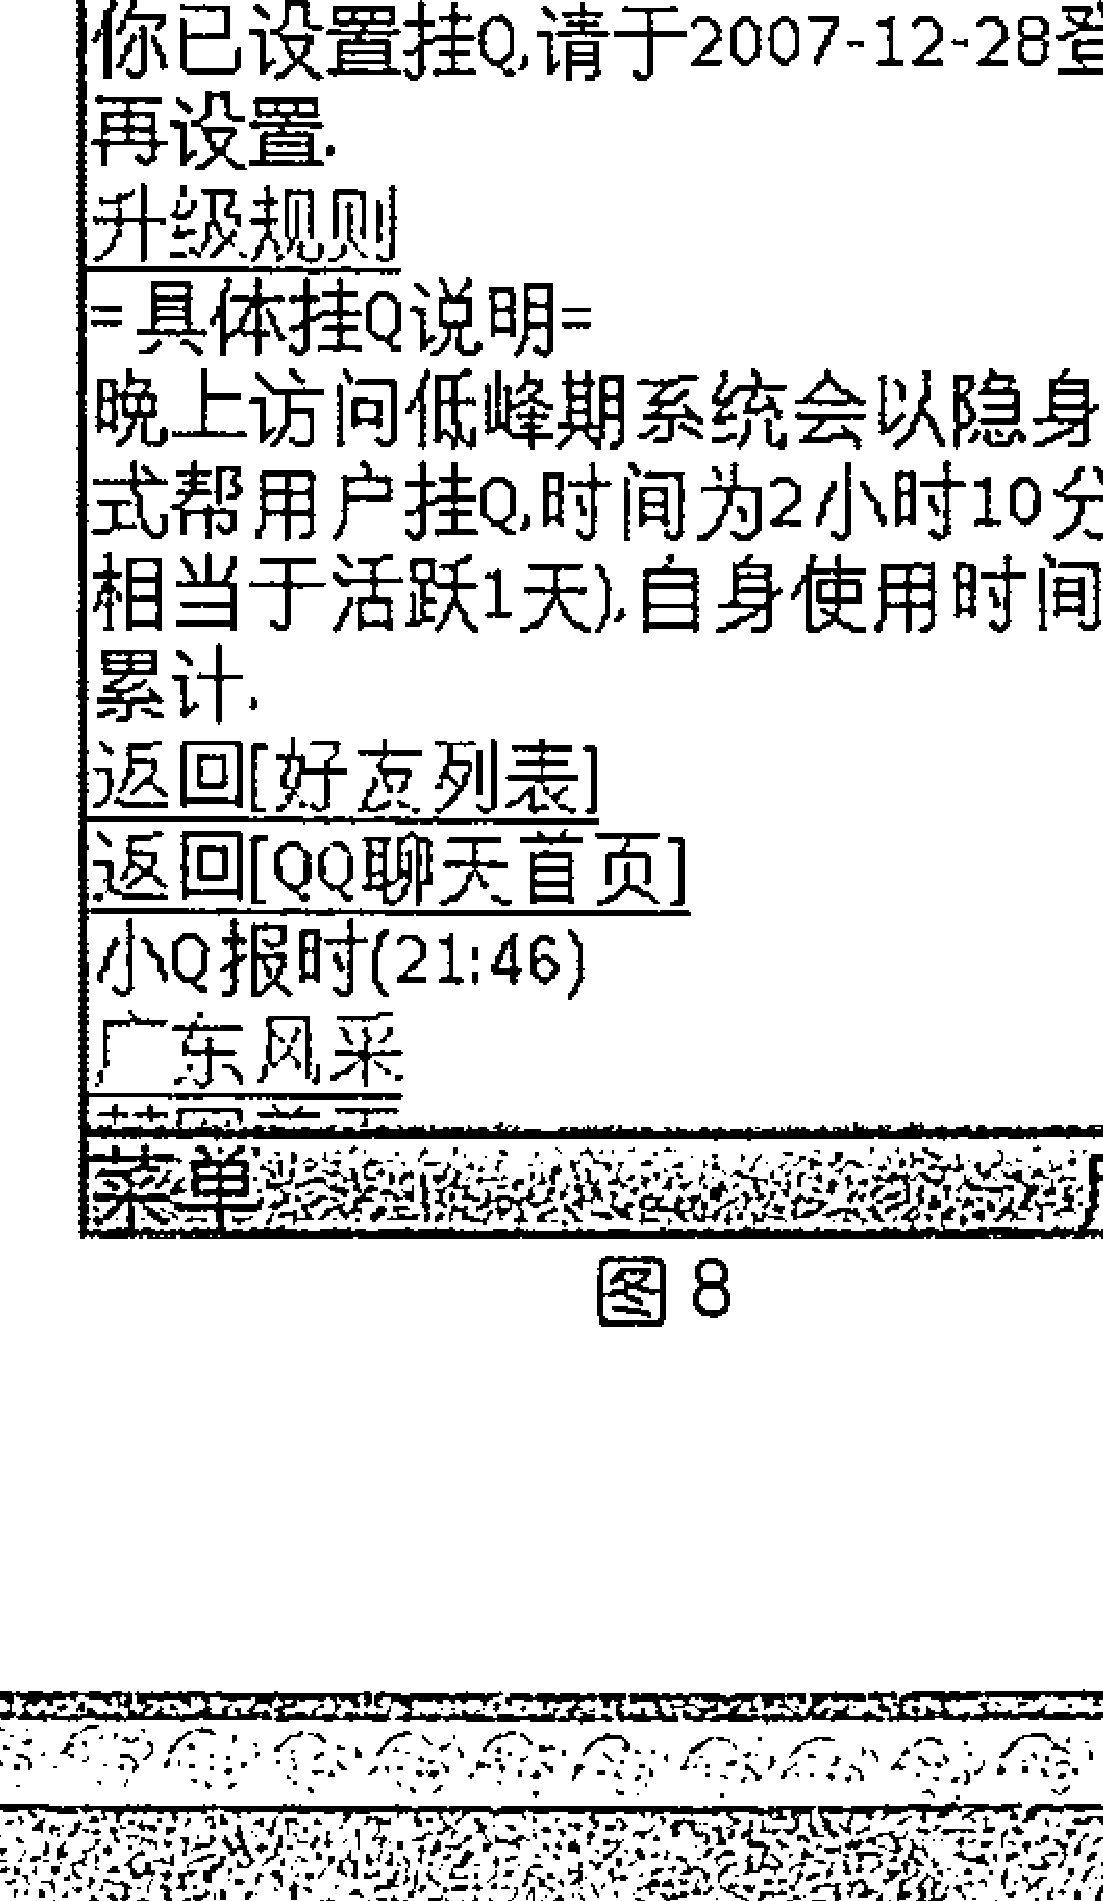 你已设置挂Q,请于2007-12-28登
再设置.
升级规则
=具体挂Q说明=
晚上访问低峰期系统会以隐身
式帮用户挂Q,时间为2小时10分
相当于活跃1天),自身使用时间
累计.
返回[好友列表]
返回[QQ聊天首页]
小Q报时(21:46)
广东风采
菜单
图 8